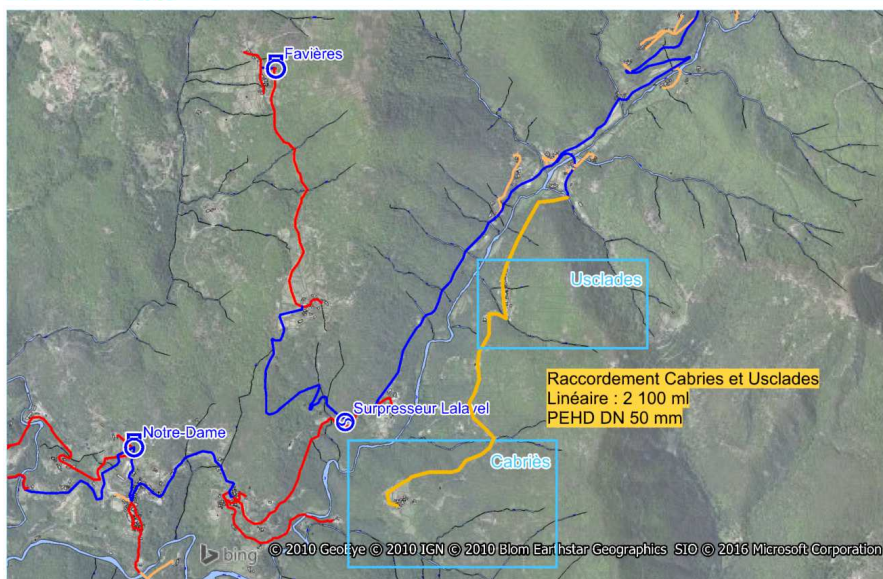 Favières
Usclades
Raccordement Cabries et Usclades
Linéaire : 2 100 ml
PEHD DN 50 mm
Surpresseur Lalavel
Notre-Dame
Cabriès
bing
© 2010 GeoEye © 2010 IGN © 2010 Blom Earthstar Geographics SIO © 2016 Microsoft Corporation